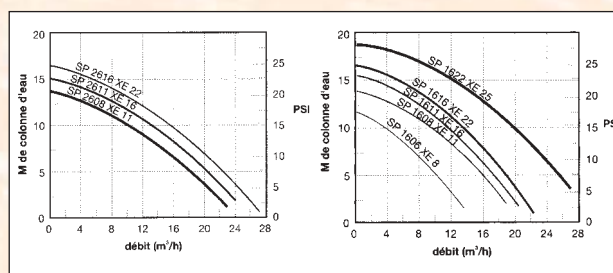 M de colonne d'eau
20
15
10
5
0
SP 2616 XE 22
SP 2611 XE 16
SP 2608 XE 11
25
20
15
10
5
0
PSI
0 4 8 12 16 20 24 28
débit (m³/h)
M de colonne d'eau
20
15
10
5
0
SP 1622 XE 25
SP 1616 XE 22
SP 1611 XE 16
SP 1608 XE 11
SP 1606 XE 8
25
20
15
10
5
0
PS
0 4 8 12 16 20 24 28
débit (m³/h)